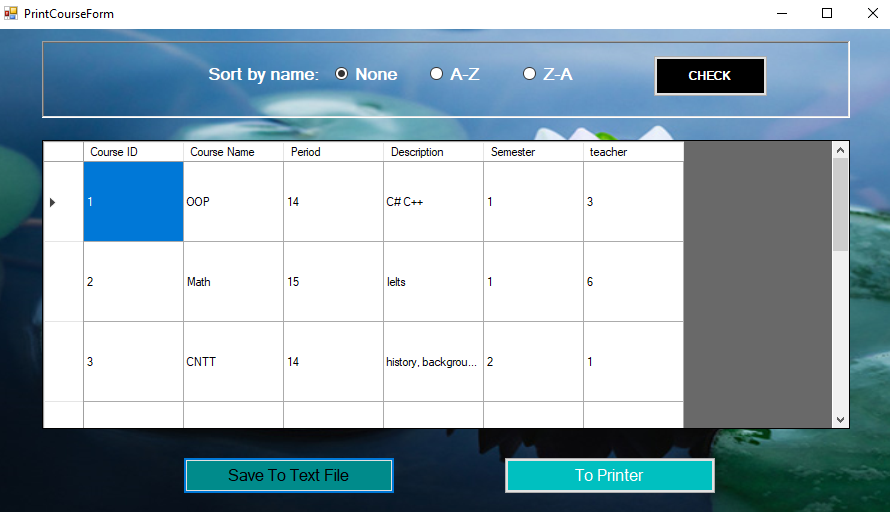 PrintCourseForm
Sort by name: None A-Z Z-A CHECK
Course ID Course Name Period Description Semester teacher
1 OOP 14 C# C++ 1 3
2 Math 15 Ielts 1 6
3 CNTT 14 history, backgrou... 2 1
Save To Text File To Printer